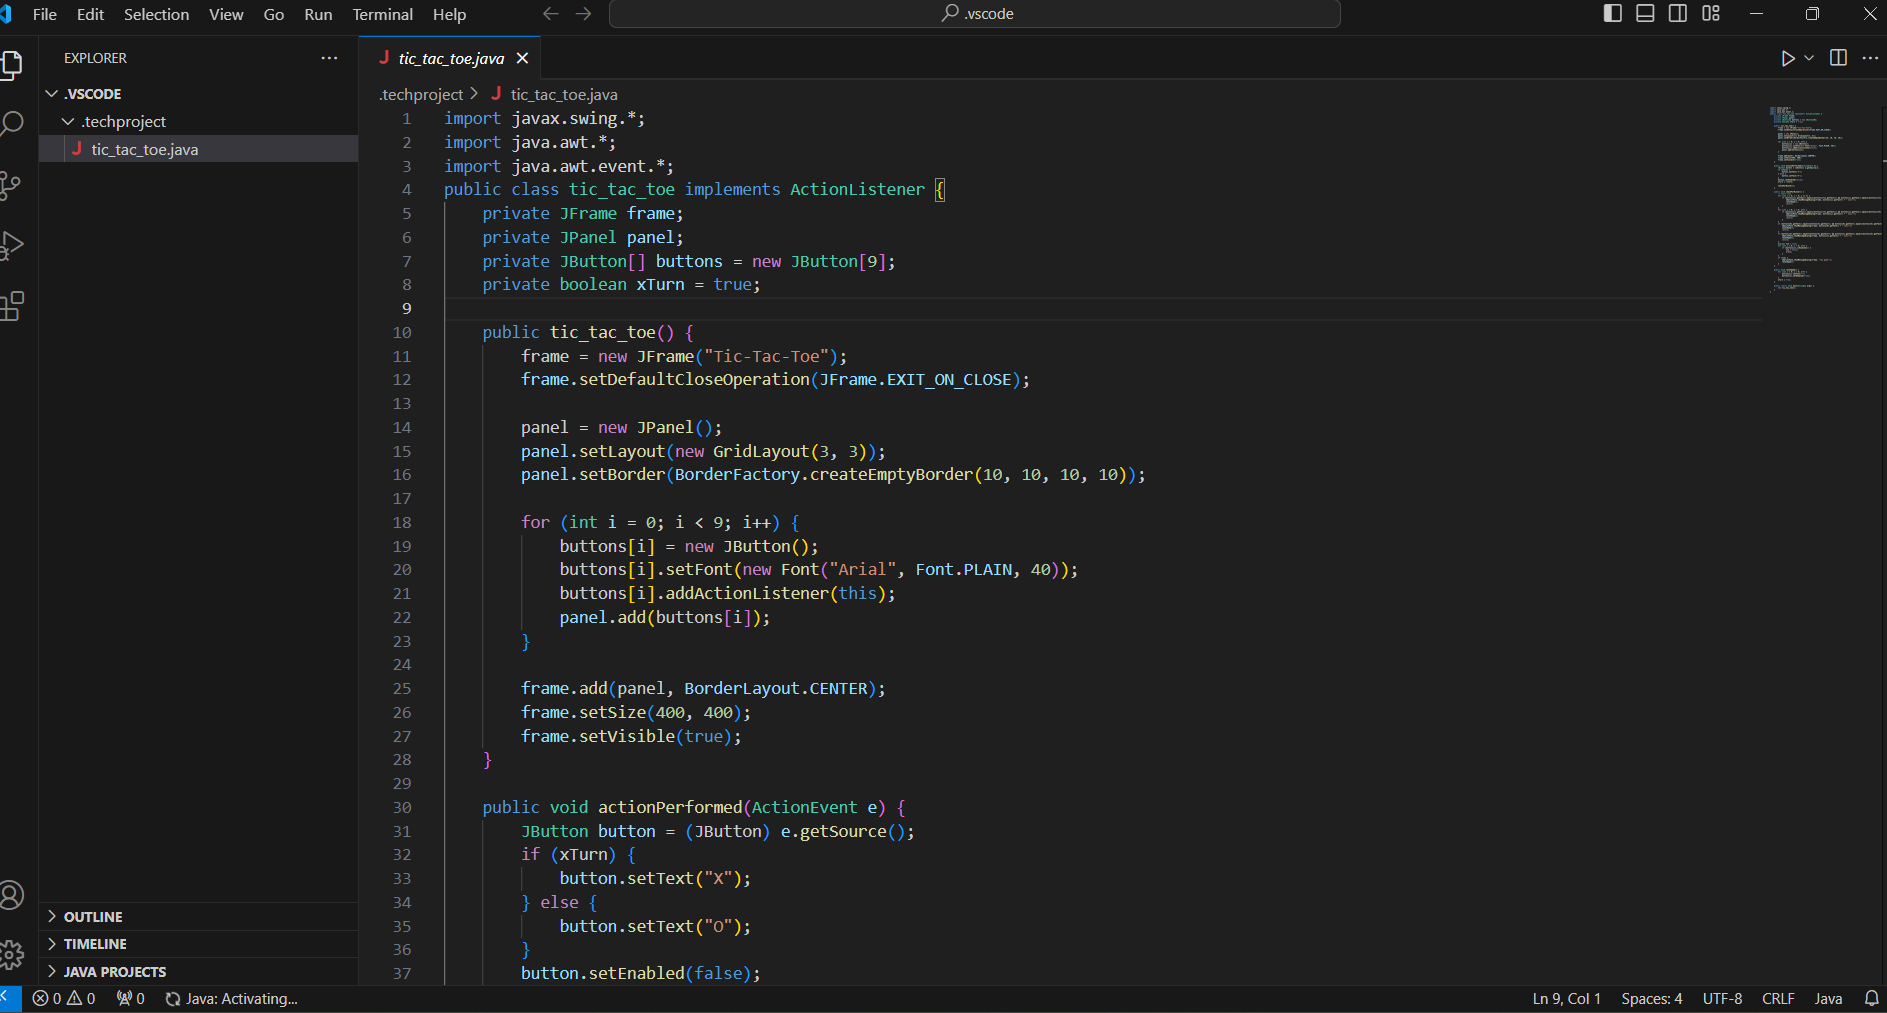 File Edit Selection View Go Run Terminal Help
.vscode
EXPLORER
.VSCODE
.techproject
tic_tac_toe.java
OUTLINE
TIMELINE
JAVA PROJECTS
tic_tac_toe.java
.techproject > tic_tac_toe.java
1 import javax.swing.*;
2 import java.awt.*;
3 import java.awt.event.*;
4 public class tic_tac_toe implements ActionListener {
5 private JFrame frame;
6 private JPanel panel;
7 private JButton[] buttons = new JButton[9];
8 private boolean xTurn = true;
9
10 public tic_tac_toe() {
11 frame = new JFrame("Tic-Tac-Toe");
12 frame.setDefaultCloseOperation(JFrame.EXIT_ON_CLOSE);
13
14 panel = new JPanel();
15 panel.setLayout(new GridLayout(3, 3));
16 panel.setBorder(BorderFactory.createEmptyBorder(10, 10, 10, 10));
17
18 for (int i = 0; i < 9; i++) {
19 buttons[i] = new JButton();
20 buttons[i].setFont(new Font("Arial", Font.PLAIN, 40));
21 buttons[i].addActionListener(this);
22 panel.add(buttons[i]);
23 }
24
25 frame.add(panel, BorderLayout.CENTER);
26 frame.setSize(400, 400);
27 frame.setVisible(true);
28 }
29
30 public void actionPerformed(ActionEvent e) {
31 JButton button = (JButton) e.getSource();
32 if (xTurn) {
33 button.setText("X");
34 } else {
35 button.setText("O");
36 }
37 button.setEnabled(false);
0 0 0 Java: Activating... Ln 9, Col 1 Spaces: 4 UTF-8 CRLF Java